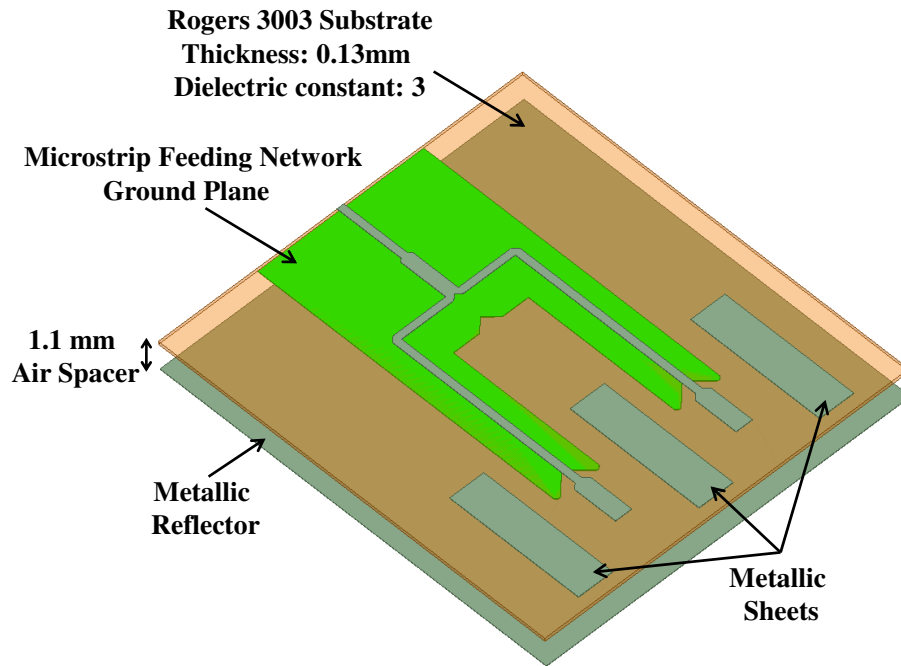 Rogers 3003 Substrate
Thickness: 0.13mm
Dielectric constant: 3
Microstrip Feeding Network
Ground Plane
1.1 mm
Air Spacer
Metallic
Reflector
Metallic
Sheets